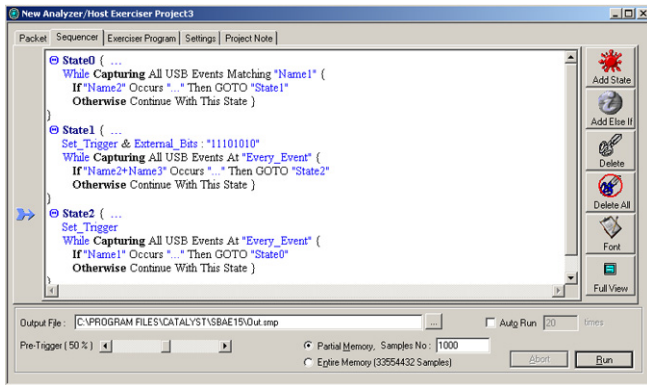 New Analyzer/Host Exerciser Project3
Packet Sequencer Exerciser Program Settings Project Note
State0 { ...
While Capturing All USB Events Matching "Name1" {
If "Name2" Occurs "..." Then GOTO "State1"
Otherwise Continue With This State }
}
State1 { ...
Set_Trigger & External_Bits : "11101010"
While Capturing All USB Events At "Every_Event" {
If "Name2+Name3" Occurs "..." Then GOTO "State2"
Otherwise Continue With This State }
}
State2 { ...
Set_Trigger
While Capturing All USB Events At "Every_Event" {
If "Name1" Occurs "..." Then GOTO "State0"
Otherwise Continue With This State }
}
Add State
Add Else If
Delete
Delete All
Font
Full View
Output File : C:\PROGRAM FILES\CATALYST\SBAE15\Out.smp ... Auto Run 20 times
Pre-Trigger ( 50 % ) Partial Memory, Samples No : 1000
Entire Memory (33554432 Samples) Abort Run